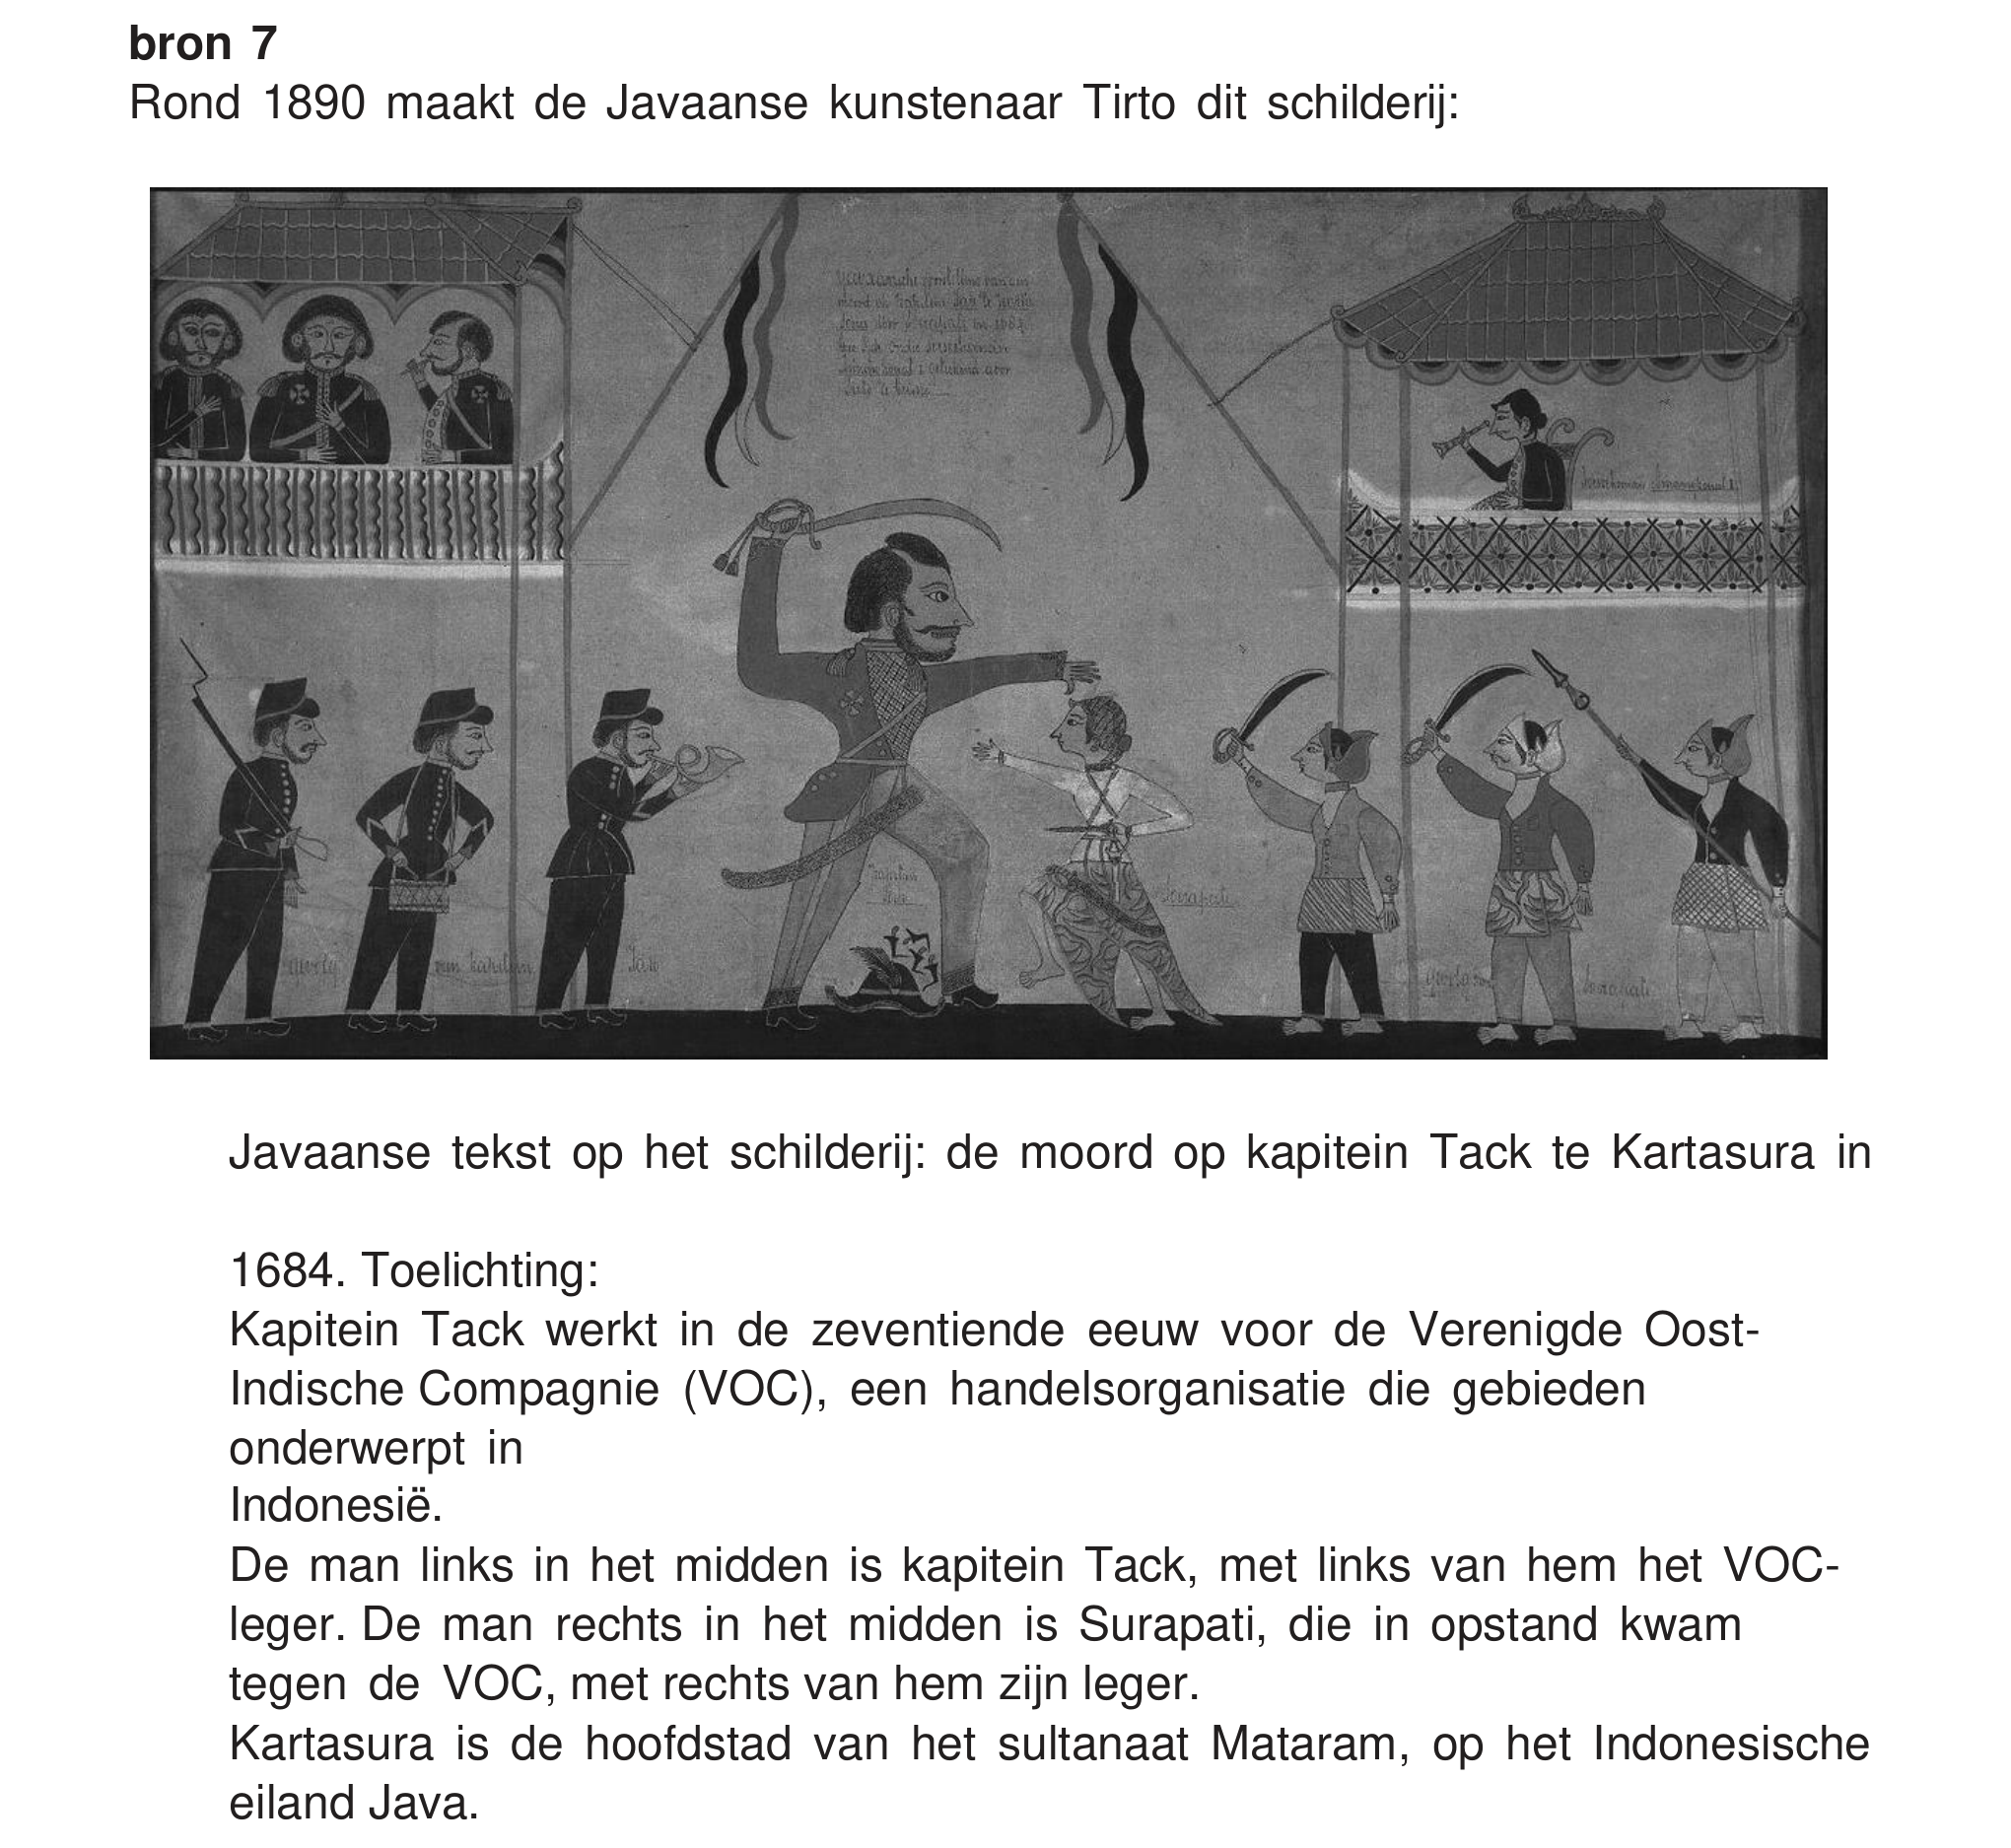 bron 7
Rond 1890 maakt de Javaanse kunstenaar Tirto dit schilderij:
Javaanse tekst op het schilderij: de moord op kapitein Tack te Kartasura in
1684. Toelichting:
Kapitein Tack werkt in de zeventiende eeuw voor de Verenigde Oost-
Indische Compagnie (VOC), een handelsorganisatie die gebieden
onderwerpt in
Indonesië.
De man links in het midden is kapitein Tack, met links van hem het VOC-
leger. De man rechts in het midden is Surapati, die in opstand kwam
tegen de VOC, met rechts van hem zijn leger.
Kartasura is de hoofdstad van het sultanaat Mataram, op het Indonesische
eiland Java.